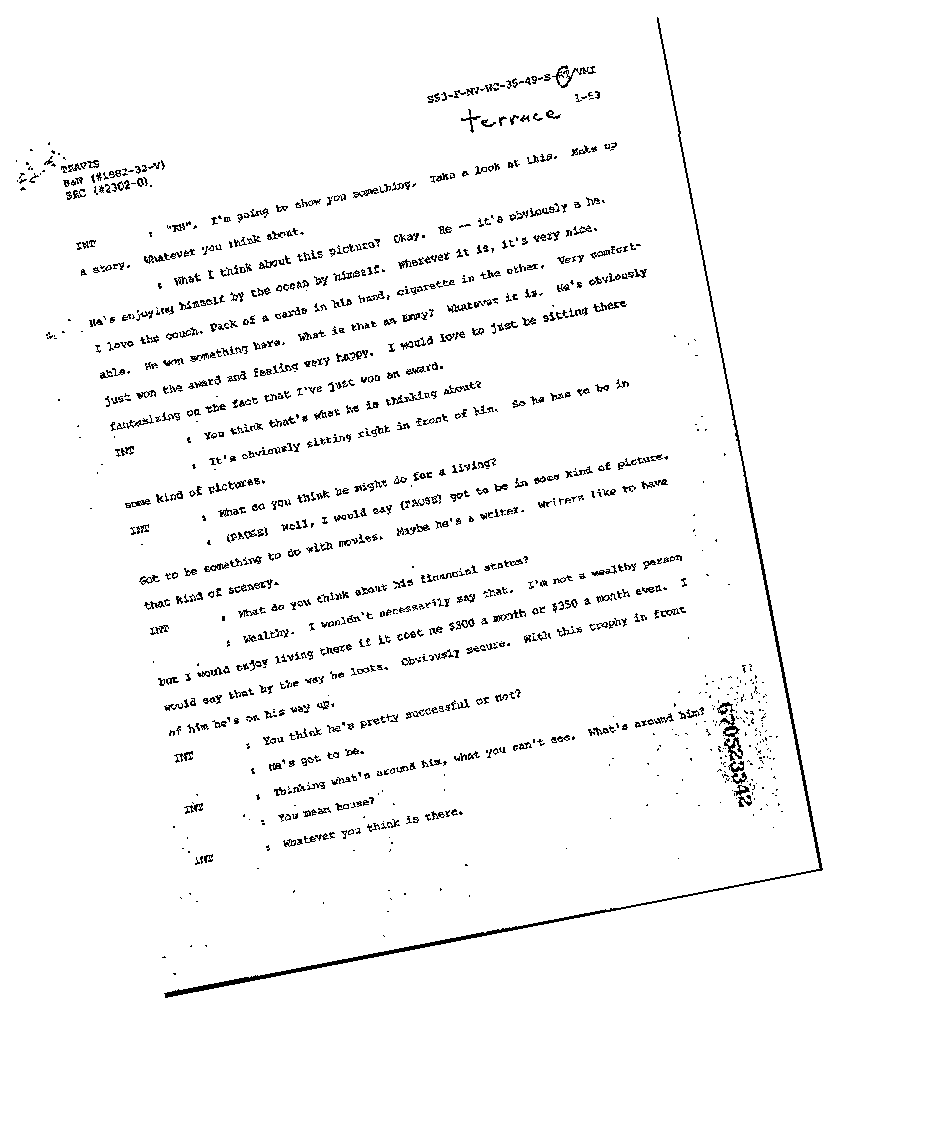 SSJ-F-NV-WC-35-49-S- /VMI
terrace 1-53
TRAVIS
B&W (#1982-32-V)
SRC (#2302-0)
INT : "RH". I'm going to show you something. Take a look at this. Make up
a story. Whatever you think about.
: What I think about this picture? Okay. He -- it's obviously a he.
He's enjoying himself by the ocean by himself. Wherever it is, it's very nice.
I love the couch. Pack of a cards in his hand, cigarette in the other. Very comfort-
able. He won something here. What is that an Emmy? Whatever it is. He's obviously
just won the award and feeling very happy. I would love to just be sitting there
fantasizing on the fact that I've just won an award.
INT : You think that's what he is thinking about?
: It's obviously sitting right in front of him. So he has to be in
some kind of pictures.
INT : What do you think he might do for a living?
: (PAUSE) Well, I would say (PAUSE) got to be in some kind of picture.
Got to be something to do with movies. Maybe he's a writer. Writers like to have
that kind of scenery.
INT : What do you think about his financial status?
: Wealthy. I wouldn't necessarily say that. I'm not a wealthy person
but I would enjoy living there if it cost me $300 a month or $350 a month even. I
would say that by the way he looks. Obviously secure. With this trophy in front
of him he's on his way up.
INT : You think he's pretty successful or not?
: He's got to be.
INT : Thinking what's around him, what you can't see. What's around him?
: You mean house?
INT : Whatever you think is there.
670523342